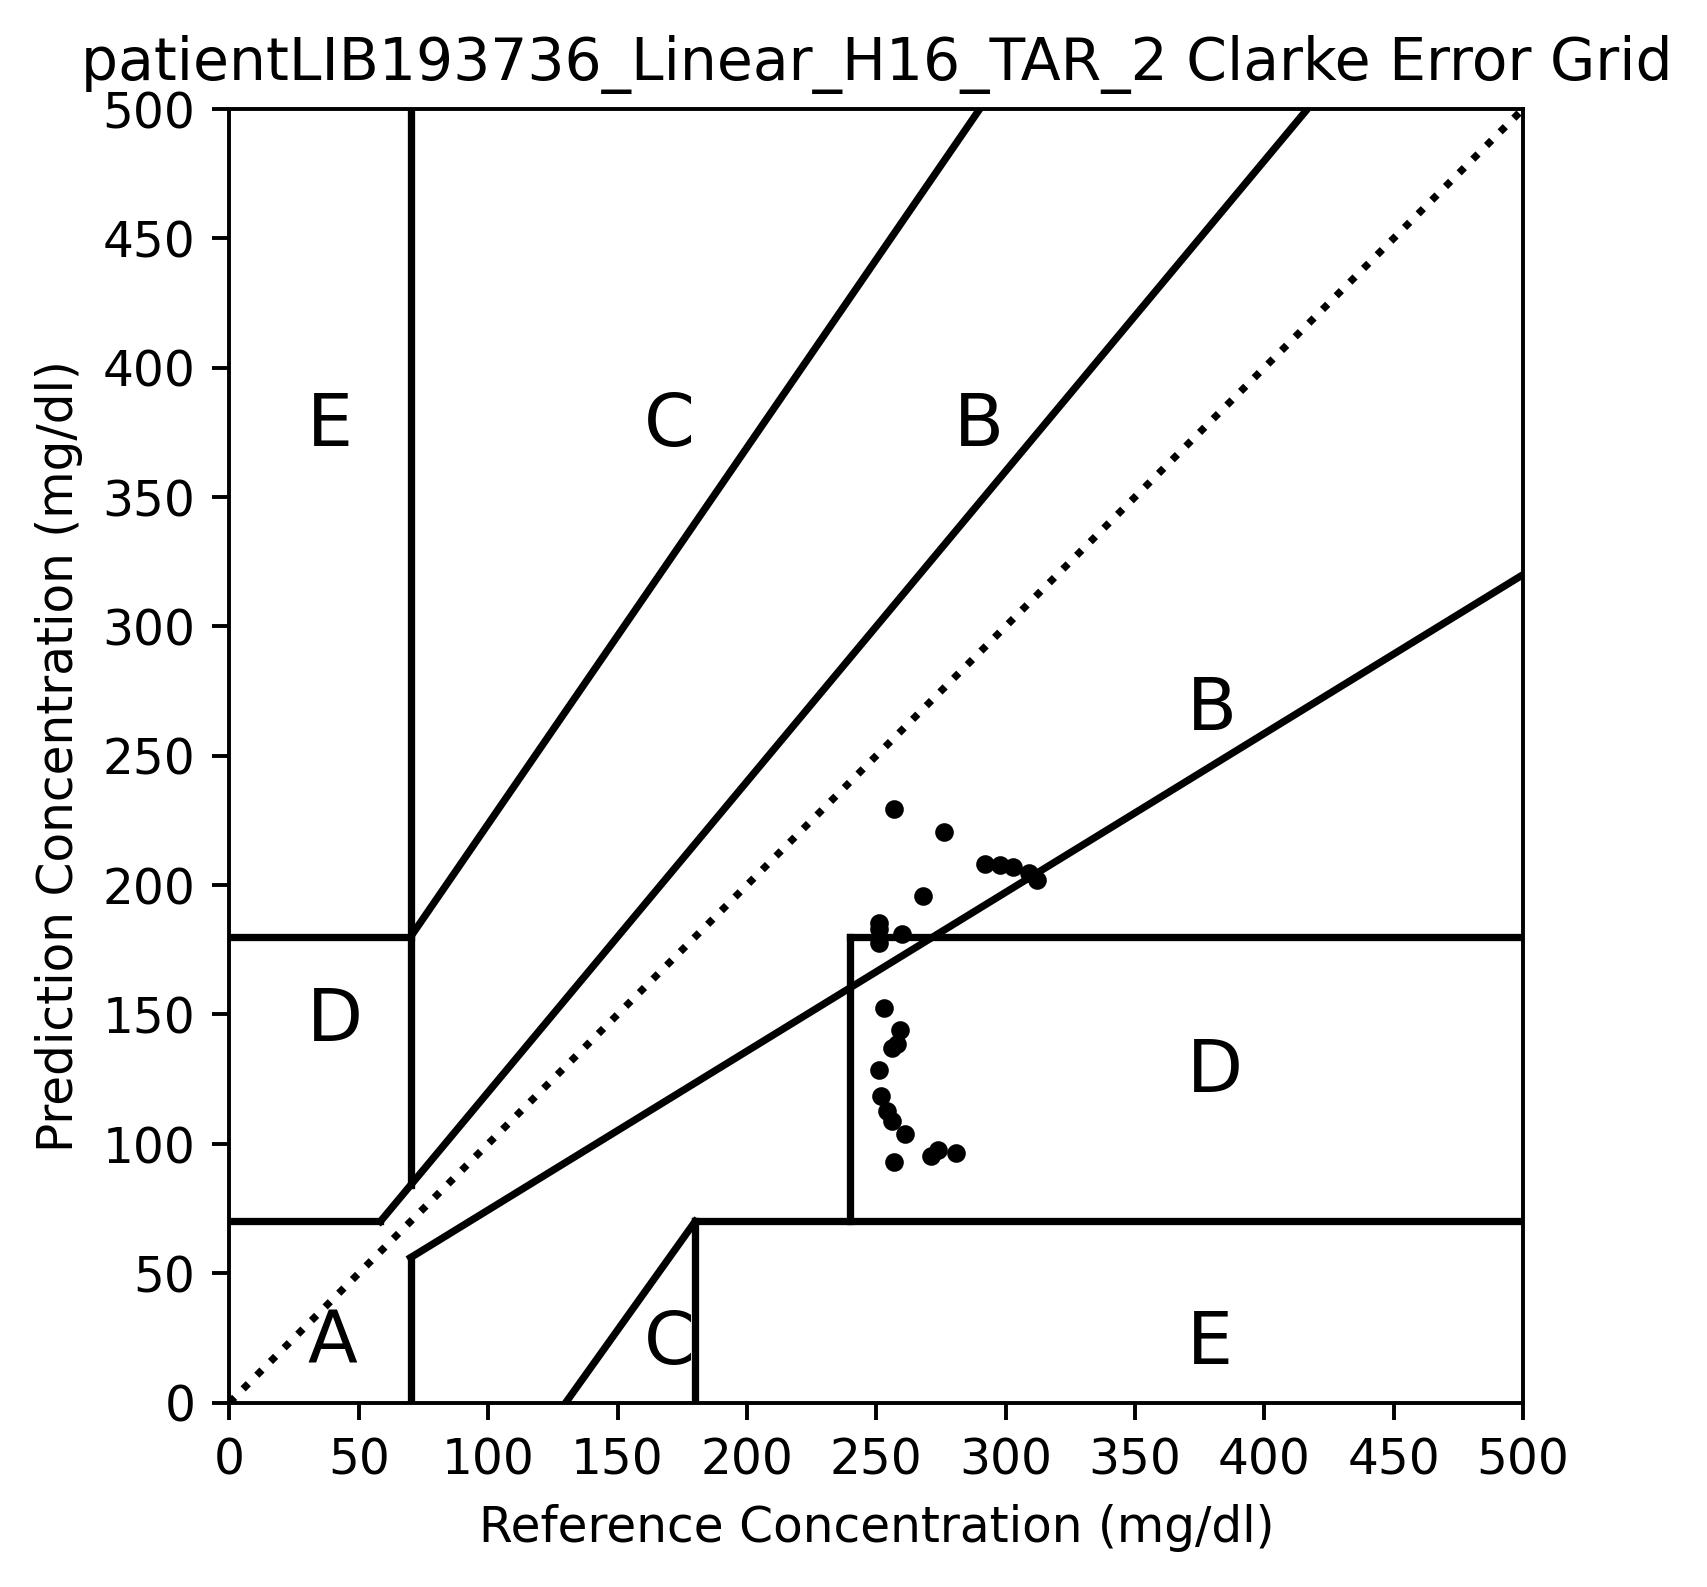 patientLIB193736_Linear_H16_TAR_2 Clarke Error Grid
500
450
400
350
300
250
200
150
100
50
0
Prediction Concentration (mg/dl)
E
C
B
B
D
D
A
C
E
0 50 100 150 200 250 300 350 400 450 500
Reference Concentration (mg/dl)